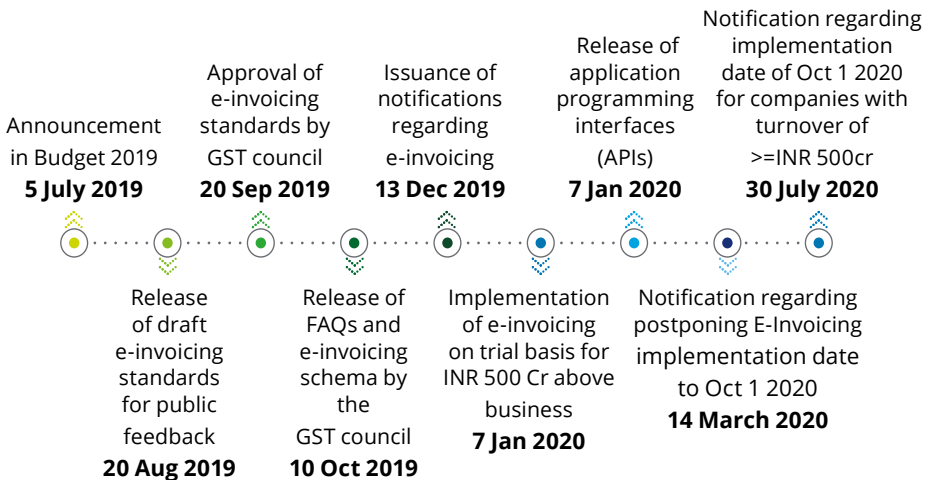 Announcement
in Budget 2019
5 July 2019
Release
of draft
e-invoicing
standards
for public
feedback
20 Aug 2019
Approval of
e-invoicing
standards by
GST council
20 Sep 2019
Release of
FAQs and
e-invoicing
schema by
the
GST council
10 Oct 2019
Issuance of
notifications
regarding
e-invoicing
13 Dec 2019
Implementation
of e-invoicing
on trial basis for
INR 500 Cr above
business
7 Jan 2020
Release of
application
programming
interfaces
(APIs)
7 Jan 2020
Notification regarding
postponing E-Invoicing
implementation date
to Oct 1 2020
14 March 2020
Notification regarding
implementation
date of Oct 1 2020
for companies with
turnover of
>=INR 500cr
30 July 2020